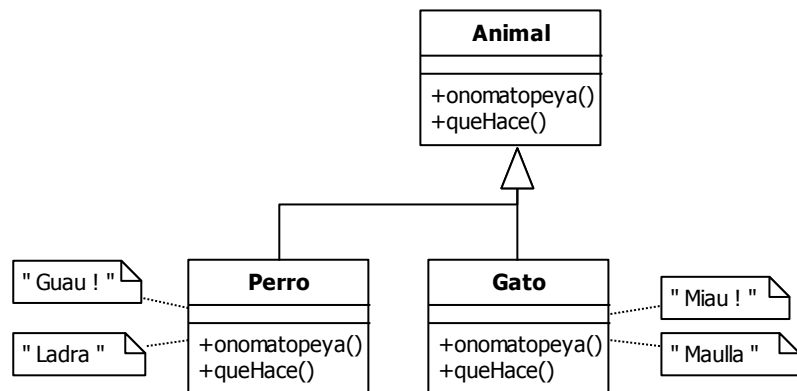 Animal
+onomatopeya()
+queHace()
" Guau ! "
" Ladra "
Perro
+onomatopeya()
+queHace()
Gato
+onomatopeya()
+queHace()
" Miau ! "
" Maulla "